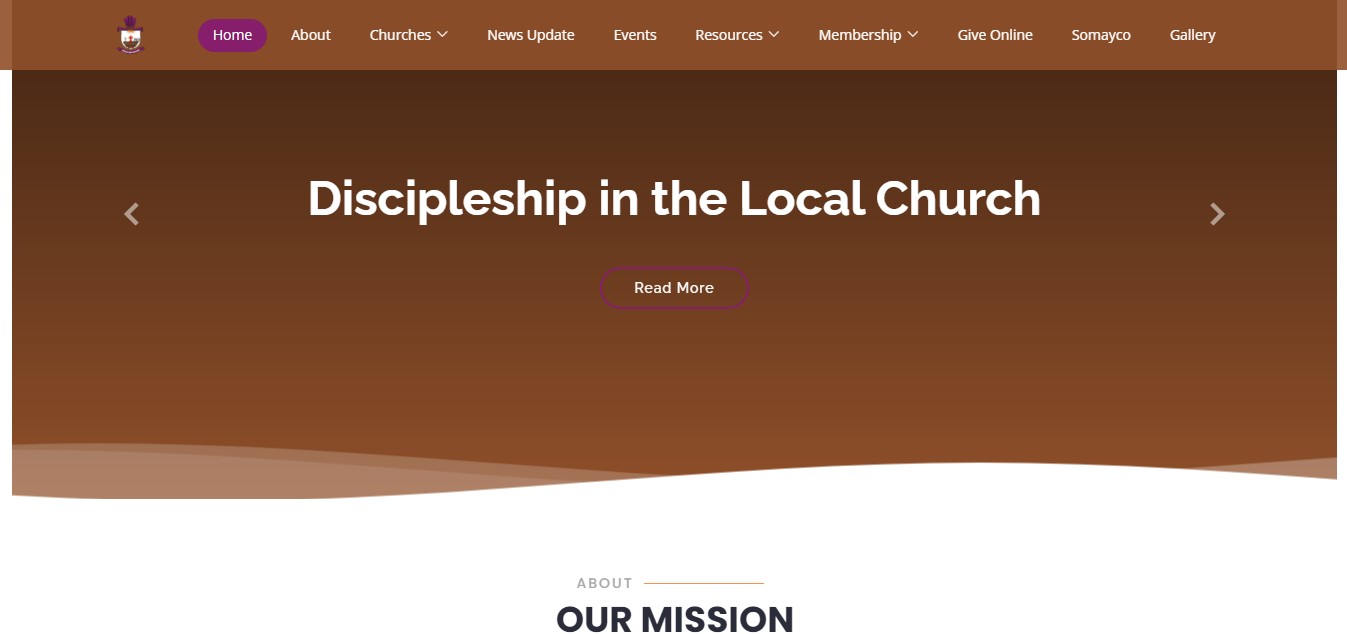 Home About Churches News Update Events Resources Membership Give Online Somayco Gallery
Discipleship in the Local Church
Read More
ABOUT
OUR MISSION